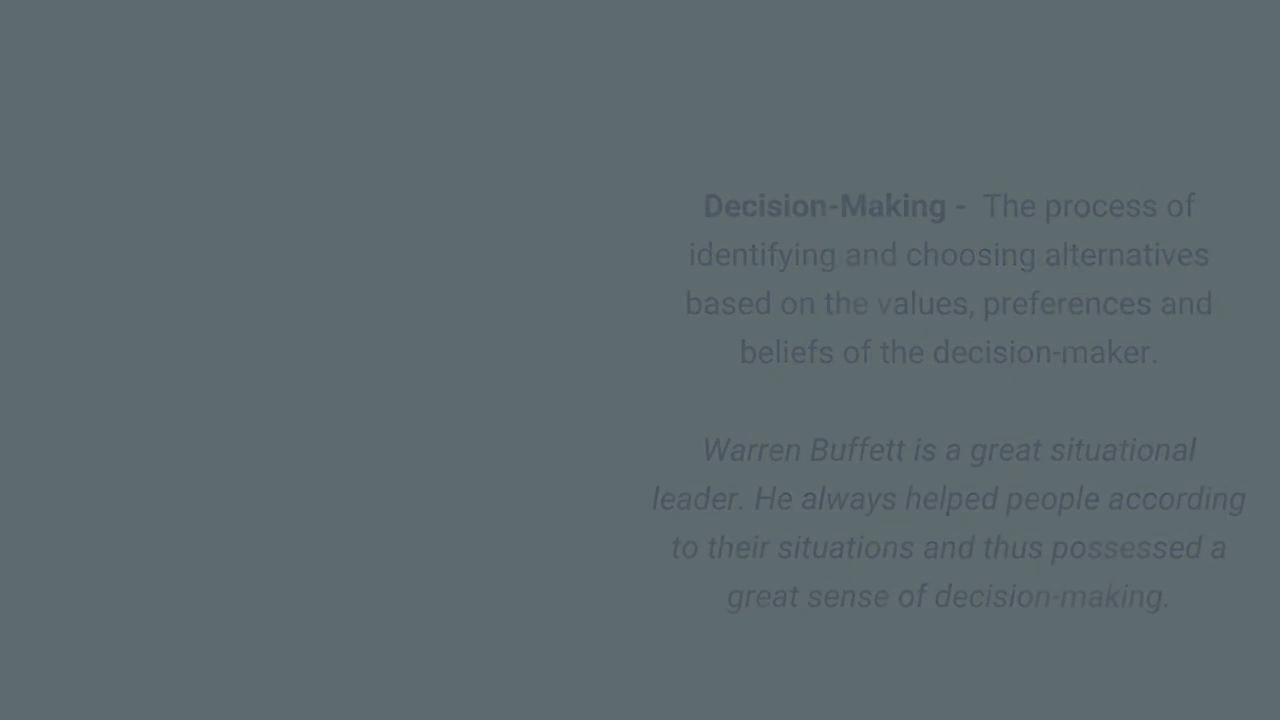 Decision-Making - The process of
identifying and choosing alternatives
based on the values, preferences and
beliefs of the decision-maker.
Warren Buffett is a great situational
leader. He always helped people according
to their situations and thus possessed a
great sense of decision-making.